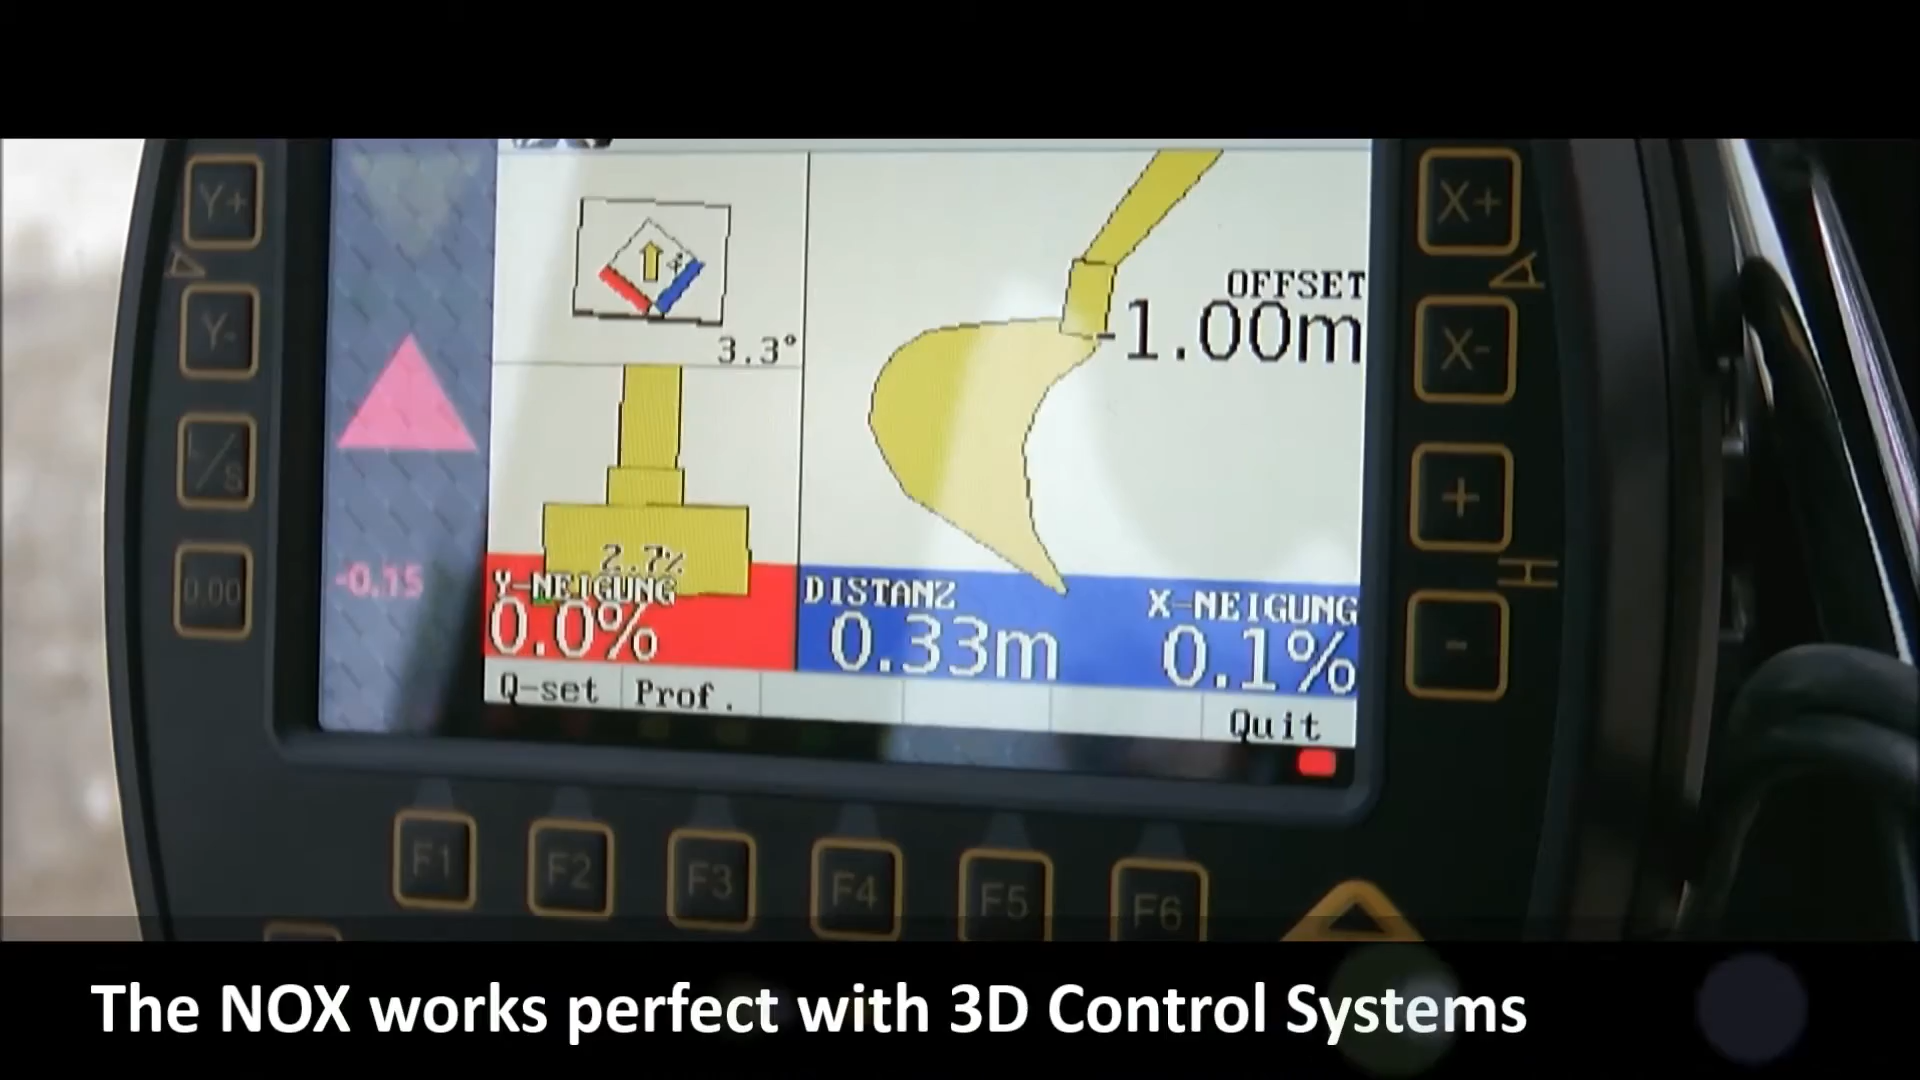 Y+
X+
OFFSET
-1.00m
3.3°
Y-
X-
L/S
+
2.7%
0.00
-0.15
Y-NEIGUNG
0.0%
DISTANZ
0.33m
X-NEIGUNG
0.1%
H
-
Q-set
Prof.
Quit
F1
F2
F3
F4
F5
F6
The NOX works perfect with 3D Control Systems